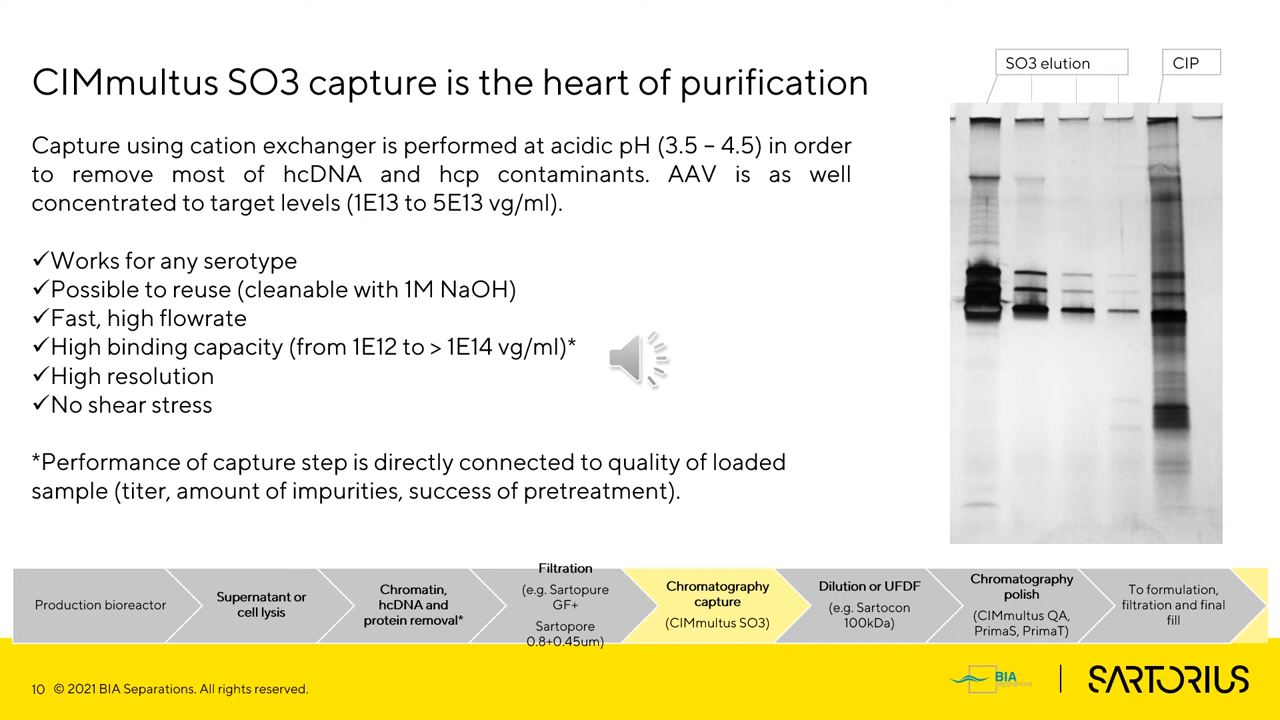 CIMmultus SO3 capture is the heart of purification
Capture using cation exchanger is performed at acidic pH (3.5 – 4.5) in order
to remove most of hcDNA and hcp contaminants. AAV is as well
concentrated to target levels (1E13 to 5E13 vg/ml).
✓Works for any serotype
✓Possible to reuse (cleanable with 1M NaOH)
✓Fast, high flowrate
✓High binding capacity (from 1E12 to > 1E14 vg/ml)*
✓High resolution
✓No shear stress
*Performance of capture step is directly connected to quality of loaded
sample (titer, amount of impurities, success of pretreatment).
SO3 elution
CIP
Production bioreactor
Supernatant or
cell lysis
Chromatin,
hcDNA and
protein removal*
Filtration
(e.g. Sartopure
GF+
Sartopore
0.8+0.45um)
Chromatography
capture
(CIMmultus SO3)
Dilution or UFDF
(e.g. Sartocon
100kDa)
Chromatography
polish
(CIMmultus QA,
PrimaS, PrimaT)
To formulation,
filtration and final
fill
10 © 2021 BIA Separations. All rights reserved.
BIA
separations
SARTORIUS